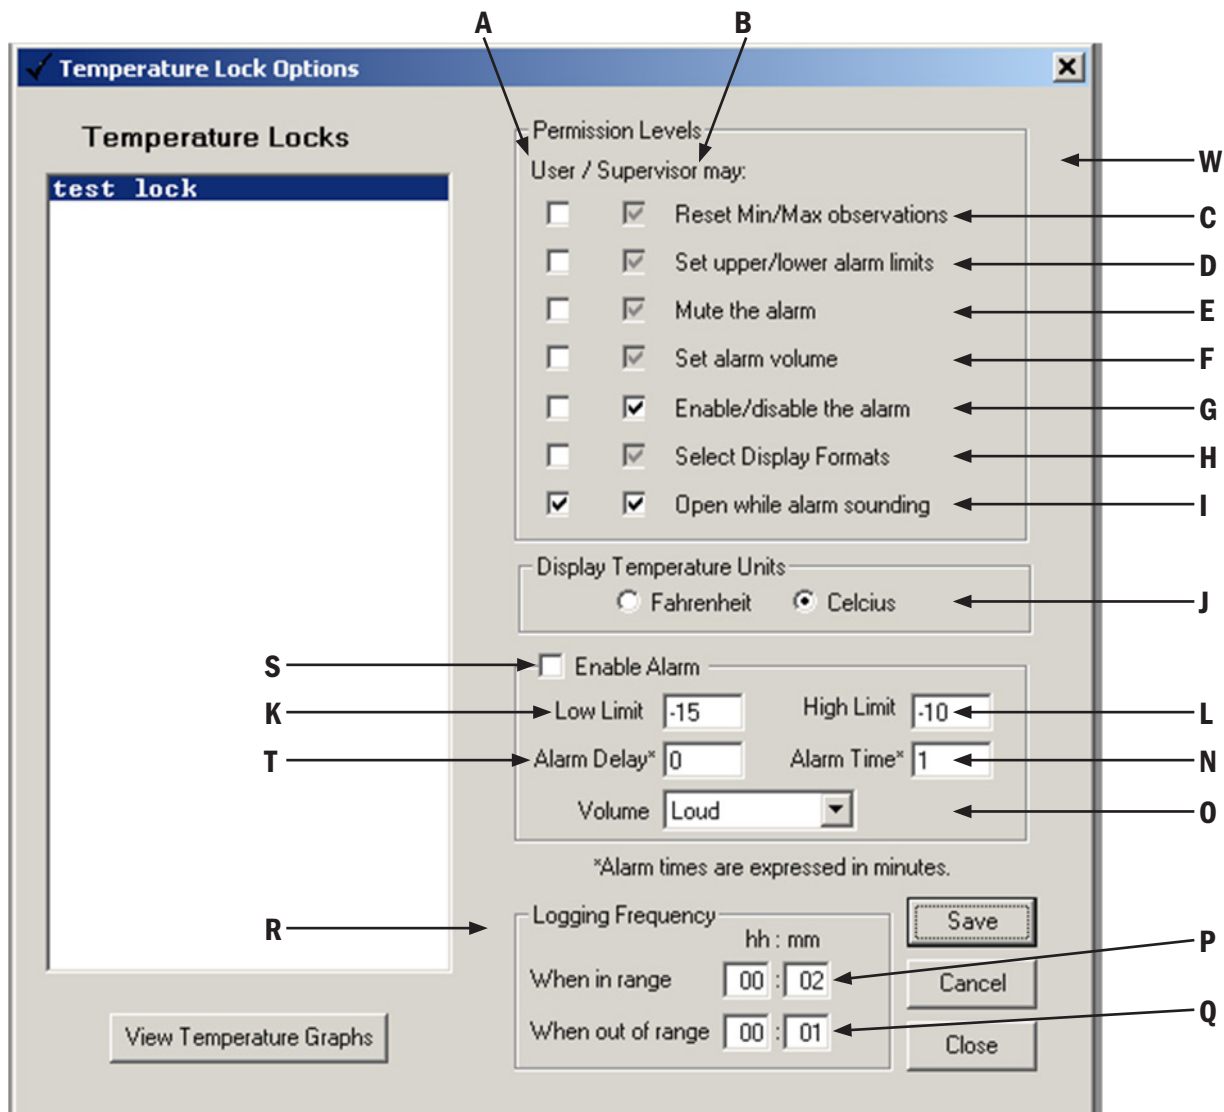 A B
Temperature Lock Options
Temperature Locks
test lock
Permission Levels
W
User / Supervisor may:
Reset Min/Max observations C
Set upper/lower alarm limits D
Mute the alarm E
Set alarm volume F
Enable/disable the alarm G
Select Display Formats H
Open while alarm sounding I
Display Temperature Units
Fahrenheit Celcius J
S Enable Alarm
K Low Limit -15 High Limit -10 L
T Alarm Delay* 0 Alarm Time* 1 N
Volume Loud O
*Alarm times are expressed in minutes.
R Logging Frequency Save
hh : mm
P
When in range 00 : 02 Cancel
Q
When out of range 00 : 01 Close
View Temperature Graphs